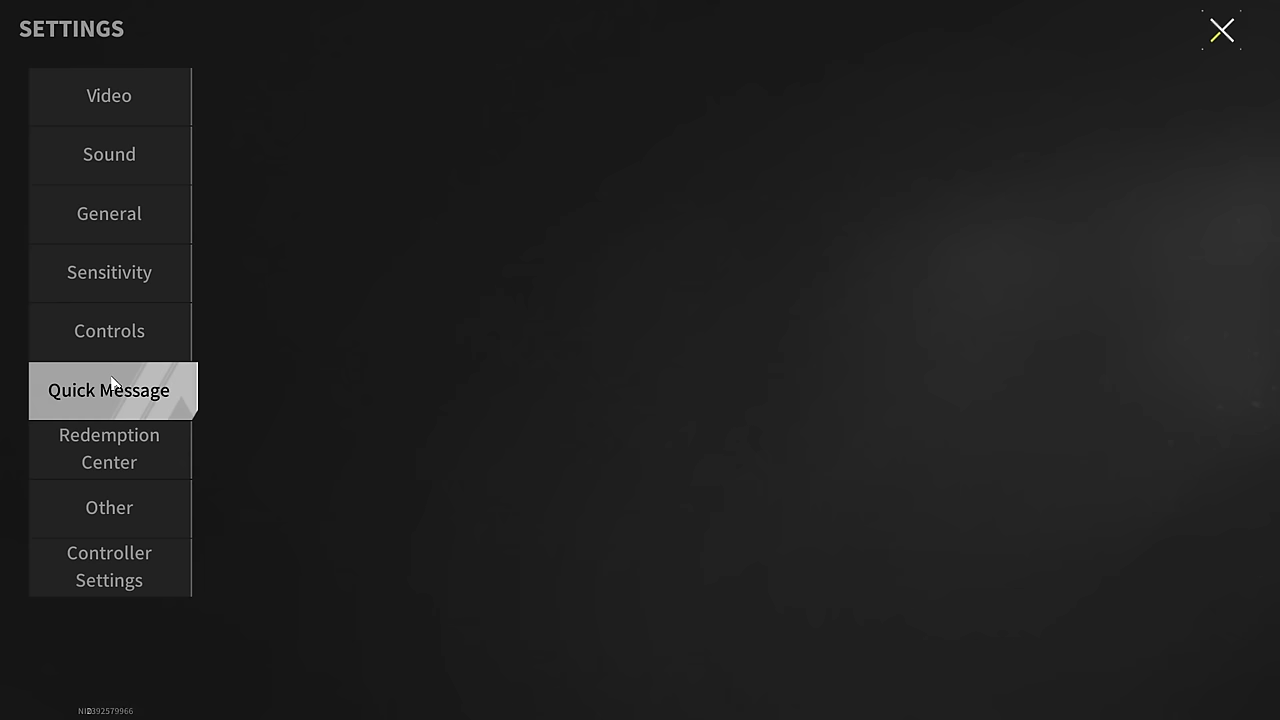 SETTINGS
Video
Sound
General
Sensitivity
Controls
Quick Message
Redemption
Center
Other
Controller
Settings